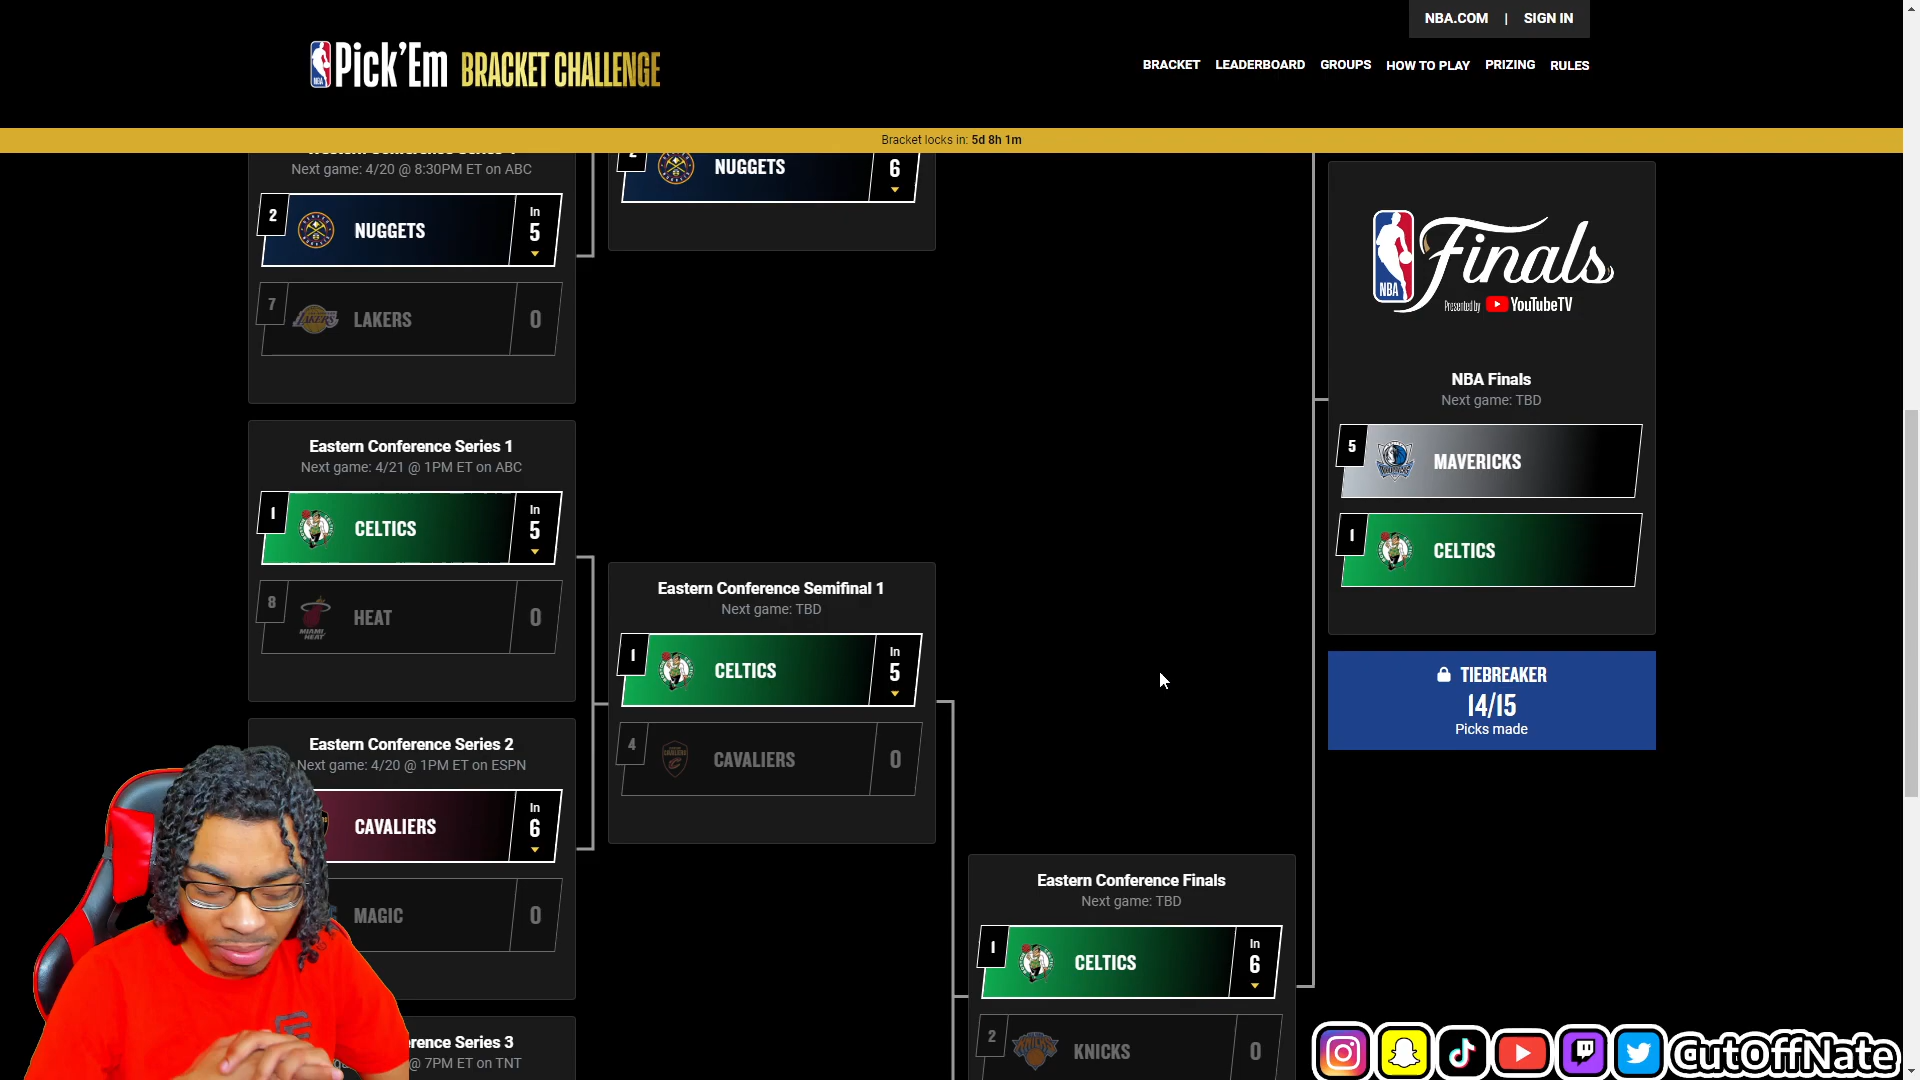 NBA.COM | SIGN IN
NBA Pick'Em BRACKET CHALLENGE
BRACKET LEADERBOARD GROUPS HOW TO PLAY PRIZING RULES
Bracket locks in: 5d 8h 1m
Next game: 4/20 @ 8:30PM ET on ABC
2 NUGGETS In 5
7 LAKERS 0
2 NUGGETS 6
Eastern Conference Series 1
Next game: 4/21 @ 1PM ET on ABC
1 CELTICS In 5
8 HEAT 0
Eastern Conference Series 2
Next game: 4/20 @ 1PM ET on ESPN
CAVALIERS In 6
MAGIC 0
erence Series 3
@ 7PM ET on TNT
Eastern Conference Semifinal 1
Next game: TBD
1 CELTICS In 5
4 CAVALIERS 0
Eastern Conference Finals
Next game: TBD
1 CELTICS In 6
2 KNICKS 0
NBA Finals
Presented by YouTubeTV
NBA Finals
Next game: TBD
5 MAVERICKS
1 CELTICS
TIEBREAKER
14/15
Picks made
@CutOffNate